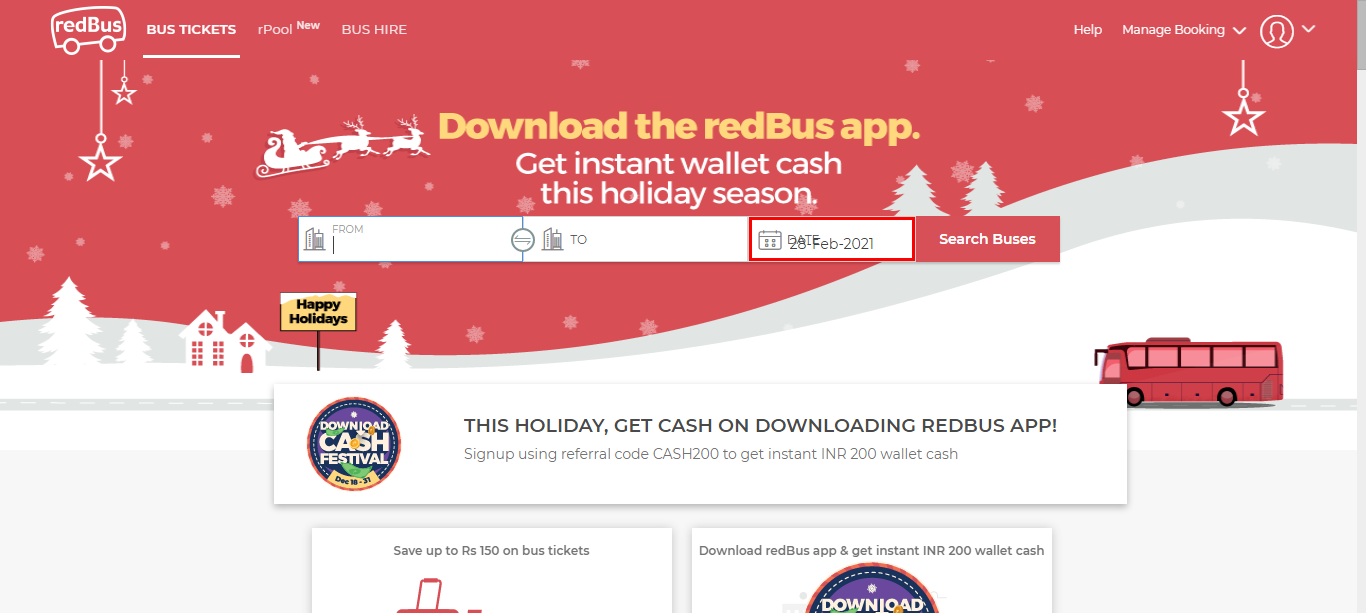 redBus
BUS TICKETS
rPool New
BUS HIRE
Help
Manage Booking
Download the redBus app.
Get instant wallet cash
this holiday season.
FROM
TO
DATE
28-Feb-2021
Search Buses
Happy
Holidays
DOWNLOAD
CASH
FESTIVAL
Dec 18 - 31
THIS HOLIDAY, GET CASH ON DOWNLOADING REDBUS APP!
Signup using referral code CASH200 to get instant INR 200 wallet cash
Save up to Rs 150 on bus tickets
Download redBus app & get instant INR 200 wallet cash
DOWNLOAD